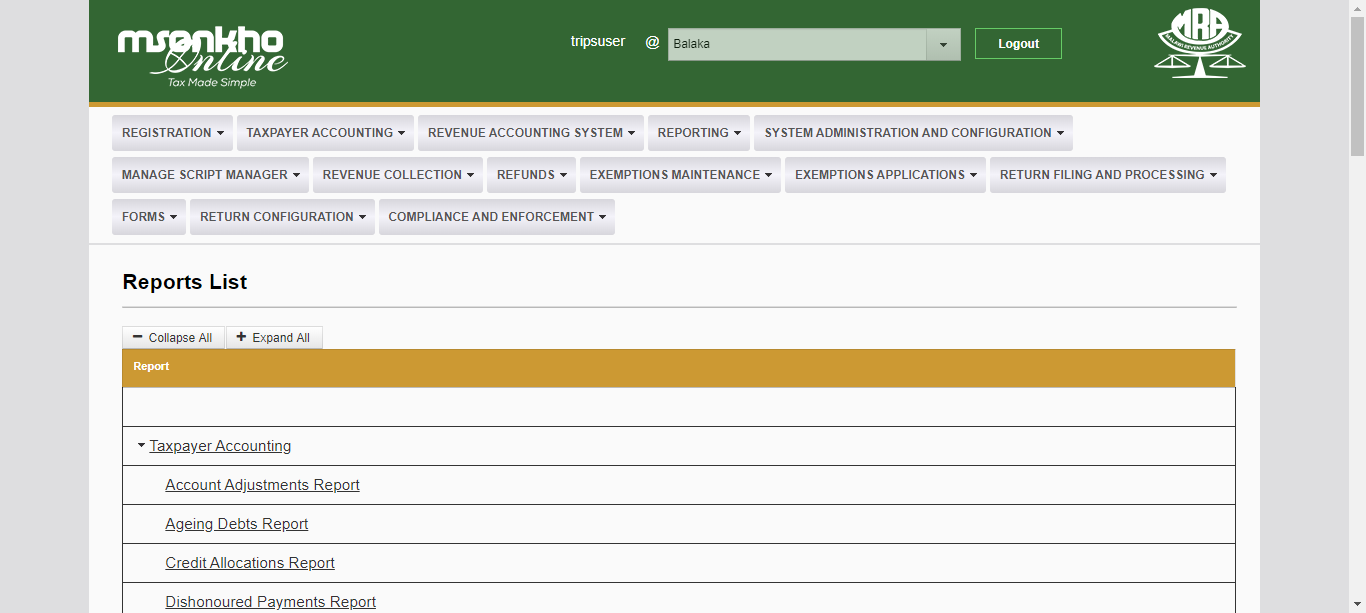 msonkho
Online
Tax Made Simple
tripsuser @ Balaka Logout
MRA
MALAWI REVENUE AUTHORITY
REGISTRATION TAXPAYER ACCOUNTING REVENUE ACCOUNTING SYSTEM REPORTING SYSTEM ADMINISTRATION AND CONFIGURATION
MANAGE SCRIPT MANAGER REVENUE COLLECTION REFUNDS EXEMPTIONS MAINTENANCE EXEMPTIONS APPLICATIONS RETURN FILING AND PROCESSING
FORMS RETURN CONFIGURATION COMPLIANCE AND ENFORCEMENT
Reports List
Collapse All Expand All
Report
Taxpayer Accounting
Account Adjustments Report
Ageing Debts Report
Credit Allocations Report
Dishonoured Payments Report